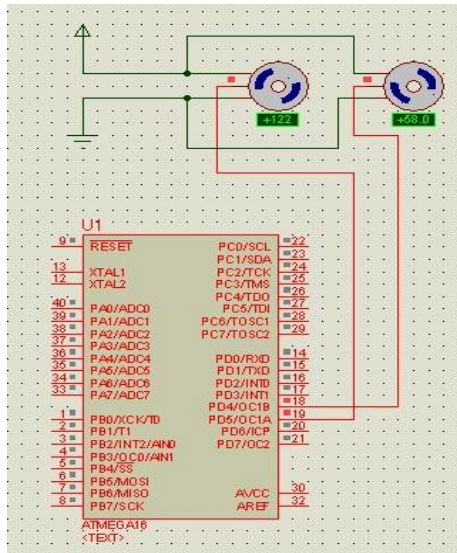 +122
+58.0
U1
9 RESET PC0/SCL 22
PC1/SDA 23
13 XTAL1 PC2/TCK 24
12 XTAL2 PC3/TMS 25
PC4/TDO 26
40 PA0/ADC0 PC5/TDI 27
39 PA1/ADC1 PC6/TOSC1 28
38 PA2/ADC2 PC7/TOSC2 29
37 PA3/ADC3
36 PA4/ADC4 PD0/RXD 14
35 PA5/ADC5 PD1/TXD 15
34 PA6/ADC6 PD2/INT0 16
33 PA7/ADC7 PD3/INT1 17
PD4/OC1B 18
1 PB0/XCK/T0 PD5/OC1A 19
2 PB1/T1 PD6/ICP 20
3 PB2/INT2/AIN0 PD7/OC2 21
4 PB3/OC0/AIN1
5 PB4/SS
6 PB5/MOSI
7 PB6/MISO AVCC 30
8 PB7/SCK AREF 32
ATMEGA16
<TEXT>